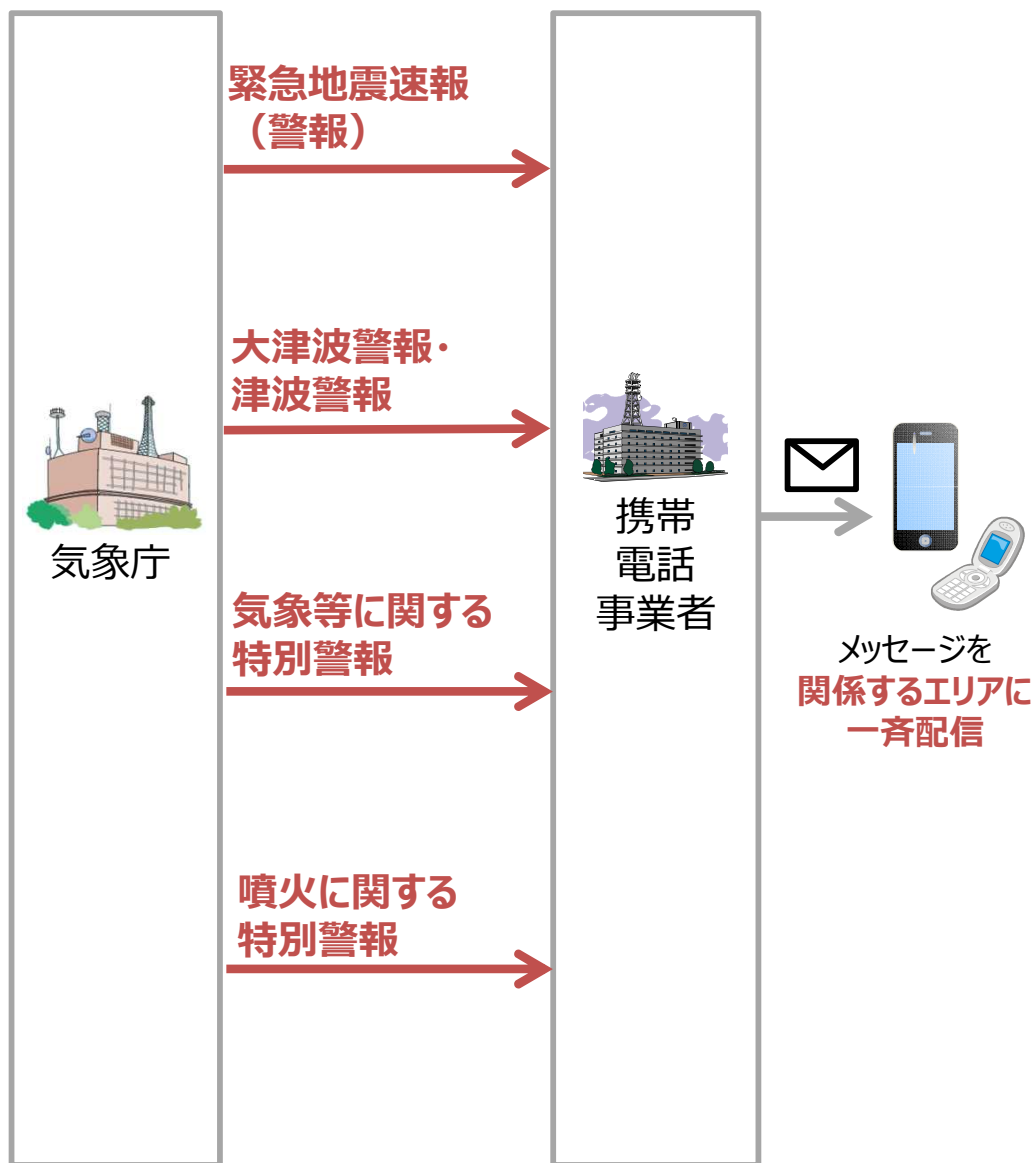 緊急地震速報
（警報）
大津波警報・
津波警報
気象庁
携帯
電話
事業者
気象等に関する
特別警報
メッセージを
関係するエリアに
一斉配信
噴火に関する
特別警報